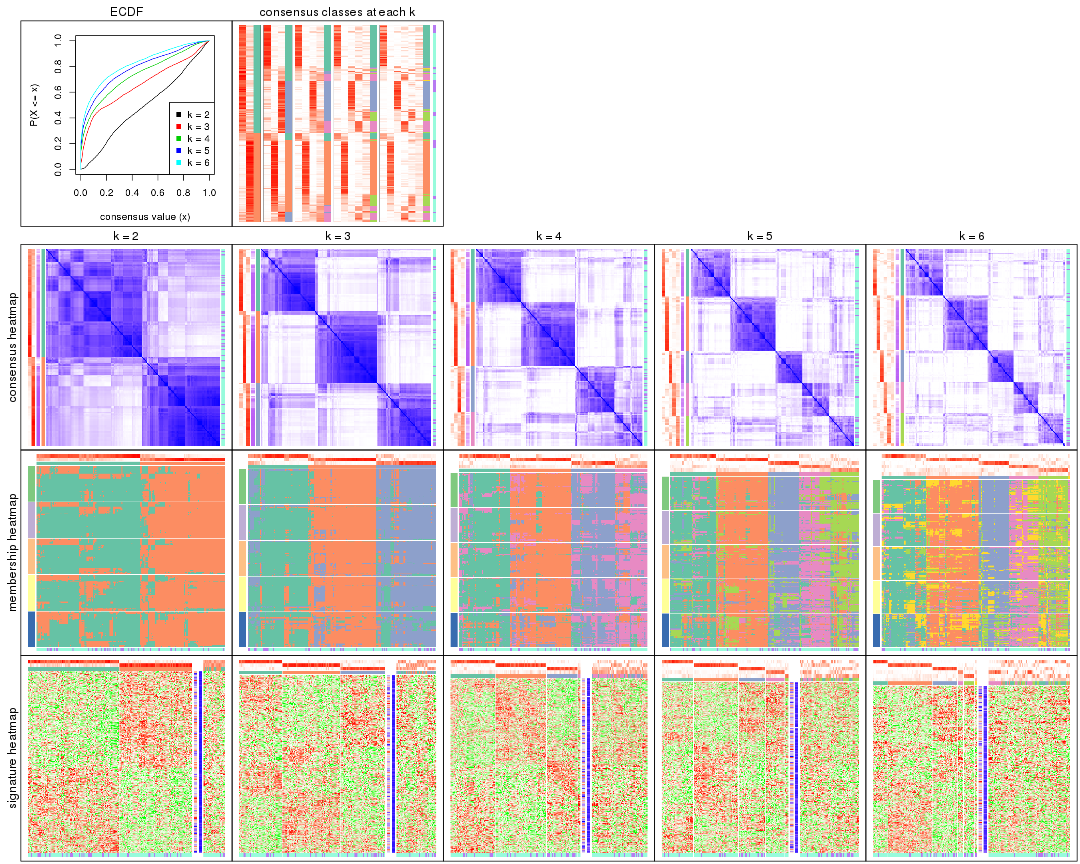 ECDF
consensus classes at each k
P(X <= x)
0.0 0.2 0.4 0.6 0.8 1.0
k = 2
k = 3
k = 4
k = 5
k = 6
0.0 0.2 0.4 0.6 0.8 1.0
consensus value (x)
k = 2 k = 3 k = 4 k = 5 k = 6
consensus heatmap
membership heatmap
signature heatmap